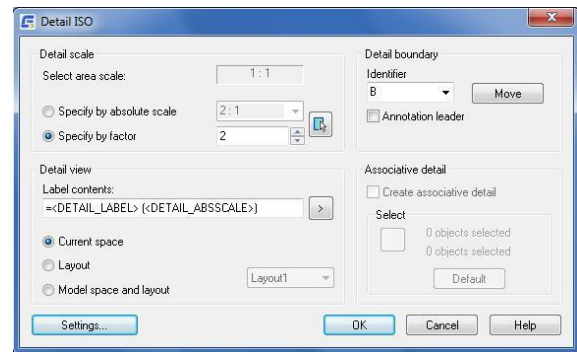 Detail ISO
Detail scale
Select area scale:
1 : 1
Specify by absolute scale
2 : 1
Specify by factor
2
Detail boundary
Identifier
B
Move
Annotation leader
Detail view
Label contents:
=<DETAIL_LABEL> (<DETAIL_ABSSCALE>)
>
Current space
Layout
Model space and layout
Layout1
Associative detail
Create associative detail
Select
0 objects selected
0 objects selected
Default
Settings...
OK
Cancel
Help